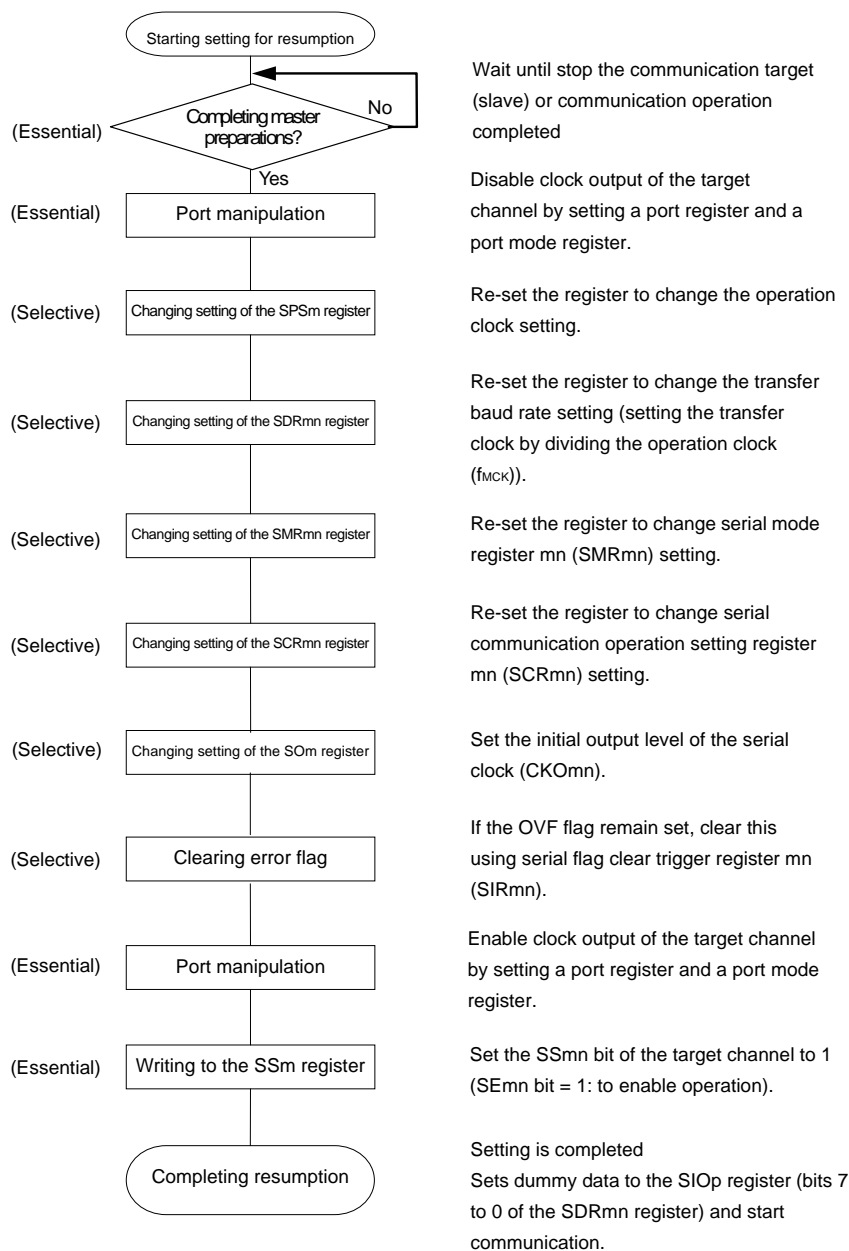 Starting setting for resumption
Wait until stop the communication target
(slave) or communication operation
completed
(Essential)
Completing master
preparations?
No
Yes
Disable clock output of the target
channel by setting a port register and a
port mode register.
(Essential)
Port manipulation
Re-set the register to change the operation
clock setting.
(Selective)
Changing setting of the SPSm register
Re-set the register to change the transfer
baud rate setting (setting the transfer
clock by dividing the operation clock
(fMCK)).
(Selective)
Changing setting of the SDRmn register
Re-set the register to change serial mode
register mn (SMRmn) setting.
(Selective)
Changing setting of the SMRmn register
Re-set the register to change serial
communication operation setting register
mn (SCRmn) setting.
(Selective)
Changing setting of the SCRmn register
Set the initial output level of the serial
clock (CKOmn).
(Selective)
Changing setting of the SOm register
If the OVF flag remain set, clear this
using serial flag clear trigger register mn
(SIRmn).
(Selective)
Clearing error flag
Enable clock output of the target channel
by setting a port register and a port mode
register.
(Essential)
Port manipulation
Set the SSmn bit of the target channel to 1
(SEmn bit = 1: to enable operation).
(Essential)
Writing to the SSm register
Completing resumption
Setting is completed
Sets dummy data to the SIOp register (bits 7
to 0 of the SDRmn register) and start
communication.